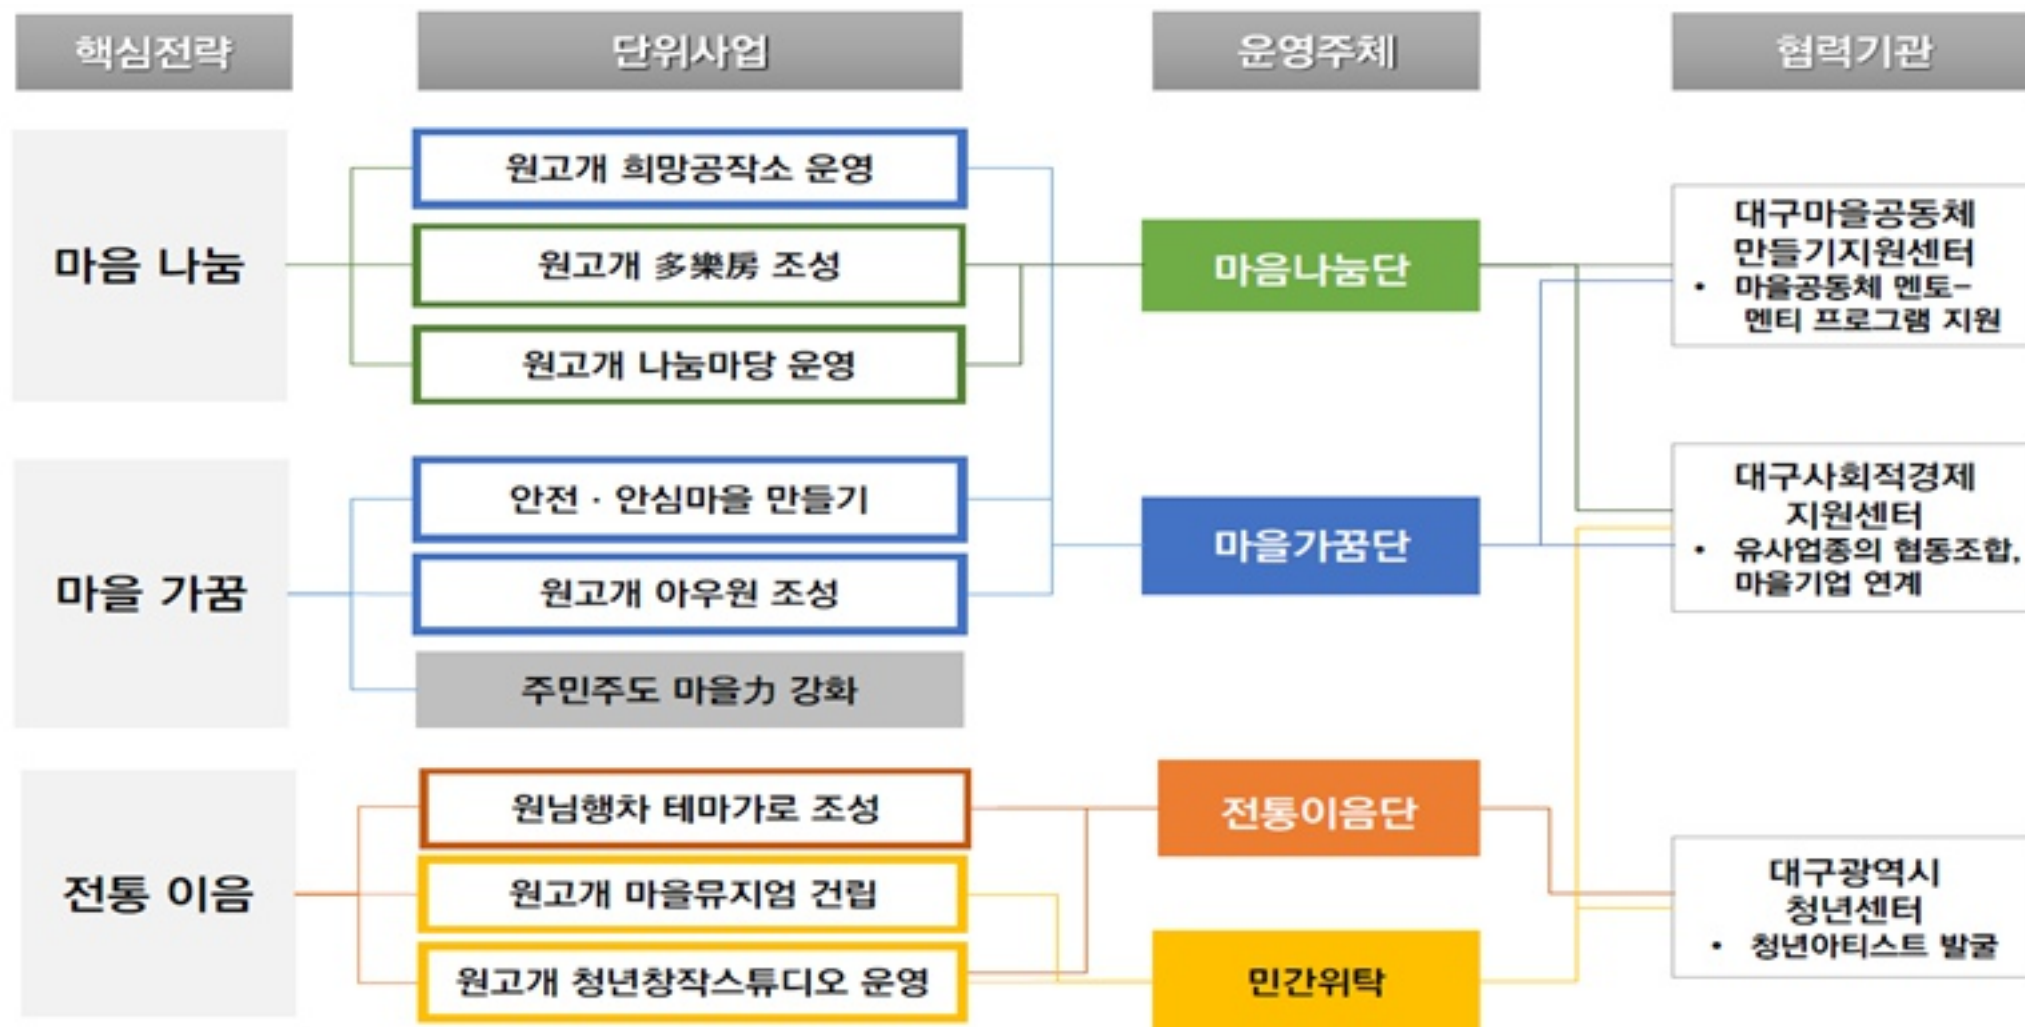 핵심전략
단위사업
운영주체
협력기관
마음 나눔
원고개 희망공작소 운영
원고개 多樂房 조성
원고개 나눔마당 운영
마음나눔단
대구마을공동체
만들기지원센터
• 마을공동체 멘토-
멘티 프로그램 지원
마을 가꿈
안전 · 안심마을 만들기
원고개 아우원 조성
주민주도 마을力 강화
마을가꿈단
대구사회적경제
지원센터
• 유사업종의 협동조합,
마을기업 연계
전통 이음
원님행차 테마가로 조성
원고개 마을뮤지엄 건립
원고개 청년창작스튜디오 운영
전통이음단
민간위탁
대구광역시
청년센터
• 청년아티스트 발굴